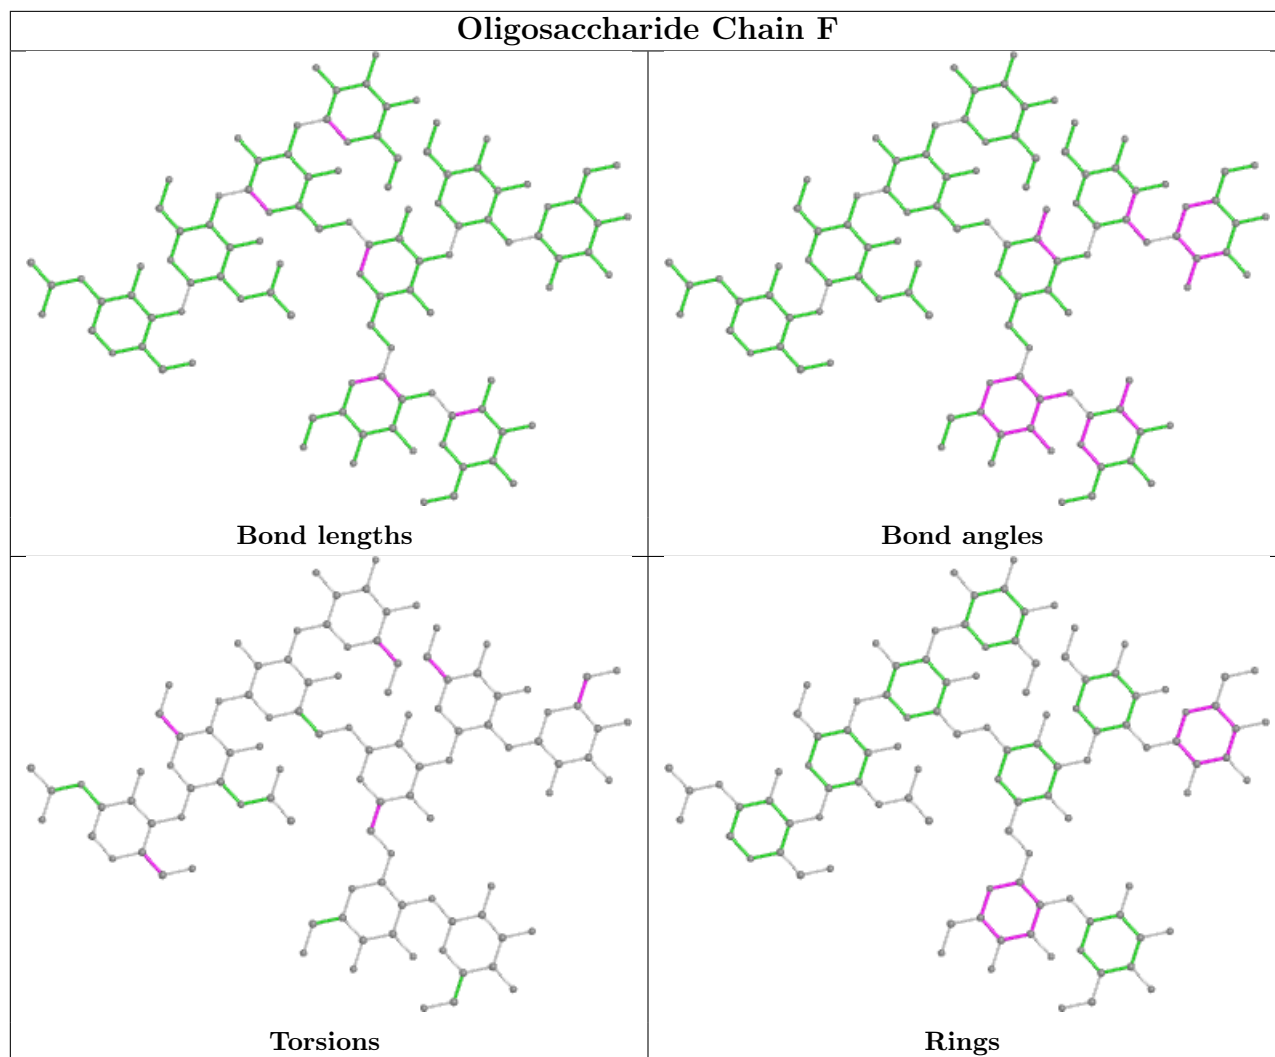 Oligosaccharide Chain F
Bond lengths
Bond angles
Torsions
Rings